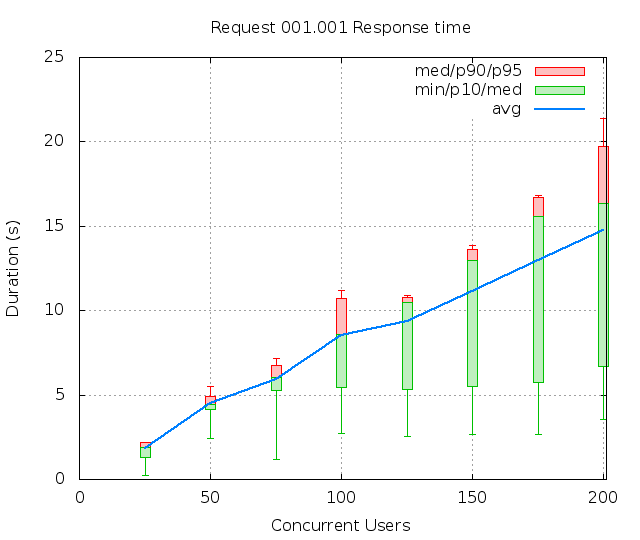 Request 001.001 Response time
med/p90/p95
min/p10/med
avg
Duration (s)
25
20
15
10
5
0
0 50 100 150 200
Concurrent Users